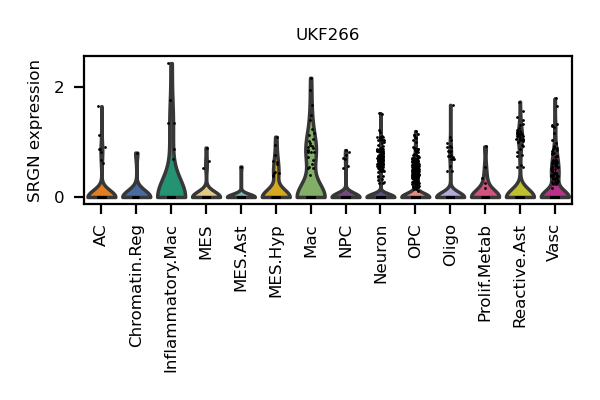 UKF266
SRGN expression
2
0
AC
Chromatin.Reg
Inflammatory.Mac
MES
MES.Ast
MES.Hyp
Mac
NPC
Neuron
OPC
Oligo
Prolif.Metab
Reactive.Ast
Vasc